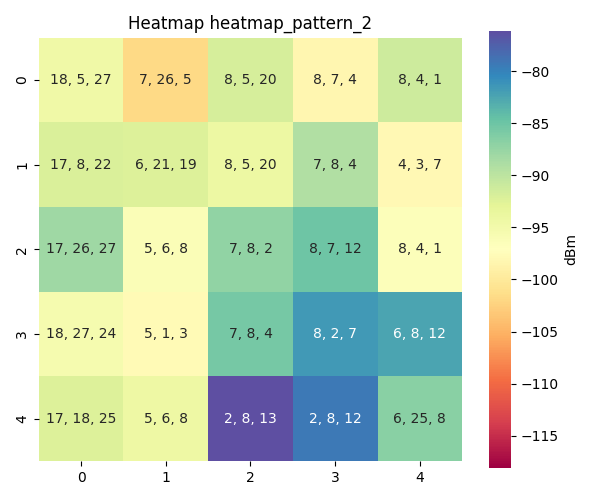 Heatmap heatmap_pattern_2
0 18, 5, 27 7, 26, 5 8, 5, 20 8, 7, 4 8, 4, 1
1 17, 8, 22 6, 21, 19 8, 5, 20 7, 8, 4 4, 3, 7
2 17, 26, 27 5, 6, 8 7, 8, 2 8, 7, 12 8, 4, 1
3 18, 27, 24 5, 1, 3 7, 8, 4 8, 2, 7 6, 8, 12
4 17, 18, 25 5, 6, 8 2, 8, 13 2, 8, 12 6, 25, 8
0 1 2 3 4
−80
−85
−90
−95
−100
−105
−110
−115
dBm